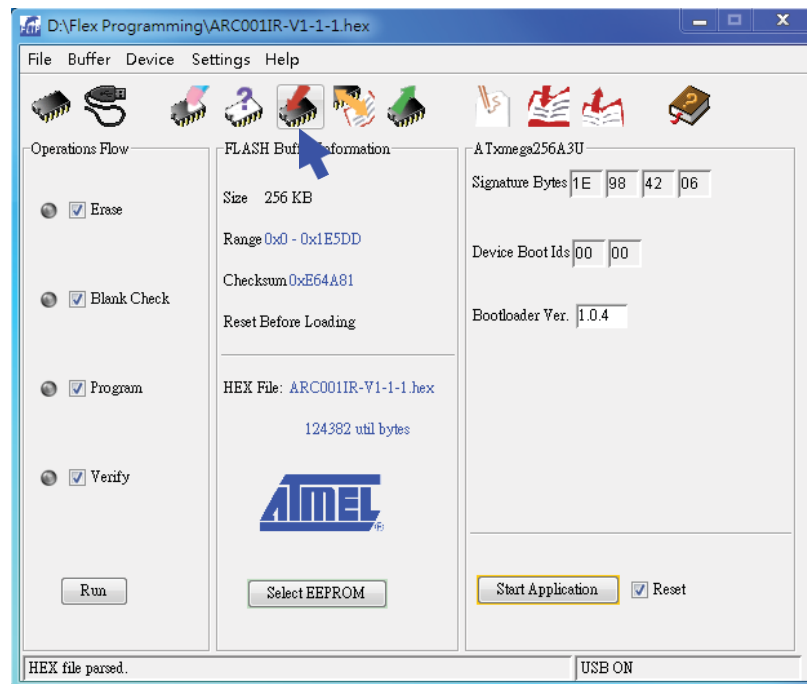 D:\Flex Programming\ARC001IR-V1-1-1.hex
File Buffer Device Settings Help
Operations Flow
Erase
Blank Check
Program
Verify
Run
FLASH Buff formation
Size 256 KB
Range 0x0 - 0x1E5DD
Checksum 0xE64A81
Reset Before Loading
HEX File: ARC001IR-V1-1-1.hex
124382 util bytes
ATMEL
Select EEPROM
ATxmega256A3U
Signature Bytes 1E 98 42 06
Device Boot Ids 00 00
Bootloader Ver. 1.0.4
Start Application
Reset
HEX file parsed.
USB ON